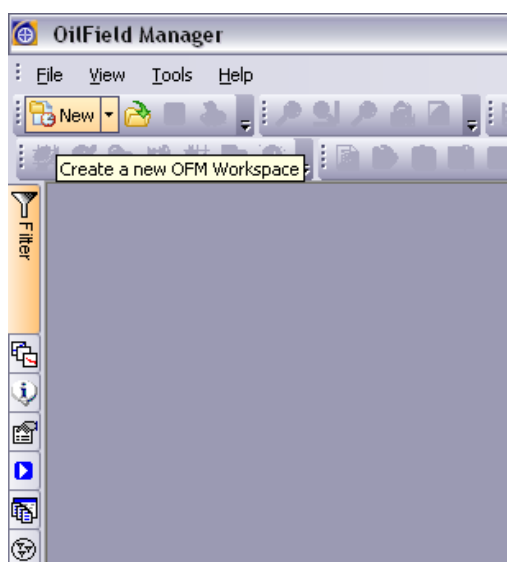 OilField Manager
File View Tools Help
New
Create a new OFM Workspace
Filter